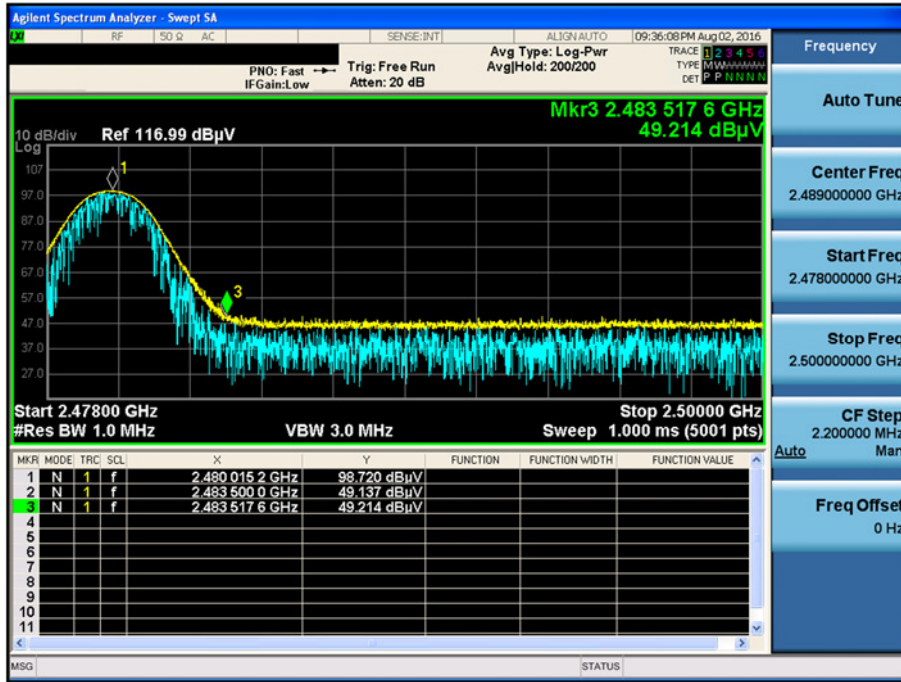 Agilent Spectrum Analyzer - Swept SA
LXI RF 50 Ω AC SENSE:INT ALIGN AUTO 09:36:08 PM Aug 02, 2016
PNO: Fast Trig: Free Run Avg Type: Log-Pwr TRACE 1 2 3 4 5 6
IFGain:Low Atten: 20 dB Avg|Hold: 200/200 TYPE MWWWWW
DET P P N N N N
Mkr3 2.483 517 6 GHz
49.214 dBµV
10 dB/div Ref 116.99 dBµV
Log
107
97.0
87.0
77.0
67.0
57.0
47.0
37.0
27.0
1
3
Start 2.47800 GHz Stop 2.50000 GHz
#Res BW 1.0 MHz VBW 3.0 MHz Sweep 1.000 ms (5001 pts)
MKR MODE TRC SCL X Y FUNCTION FUNCTION WIDTH FUNCTION VALUE
1 N 1 f 2.480 015 2 GHz 98.720 dBµV
2 N 1 f 2.483 500 0 GHz 49.137 dBµV
3 N 1 f 2.483 517 6 GHz 49.214 dBµV
4
5
6
7
8
9
10
11
MSG STATUS
Frequency
Auto Tune
Center Freq
2.489000000 GHz
Start Freq
2.478000000 GHz
Stop Freq
2.500000000 GHz
CF Step
2.200000 MHz
Auto Man
Freq Offset
0 Hz